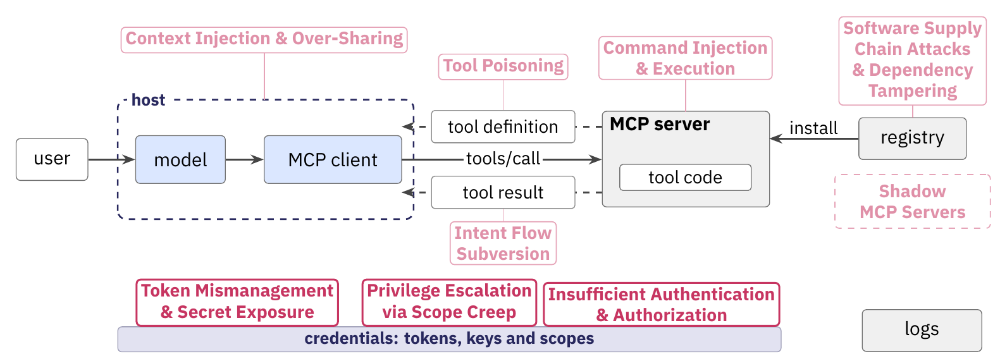 Context Injection & Over-Sharing
Tool Poisoning
Command Injection
& Execution
Software Supply
Chain Attacks
& Dependency
Tampering
host
user
model
MCP client
tool definition
tools/call
tool result
MCP server
tool code
install
registry
Shadow
MCP Servers
Intent Flow
Subversion
Token Mismanagement
& Secret Exposure
Privilege Escalation
via Scope Creep
Insufficient Authentication
& Authorization
credentials: tokens, keys and scopes
logs